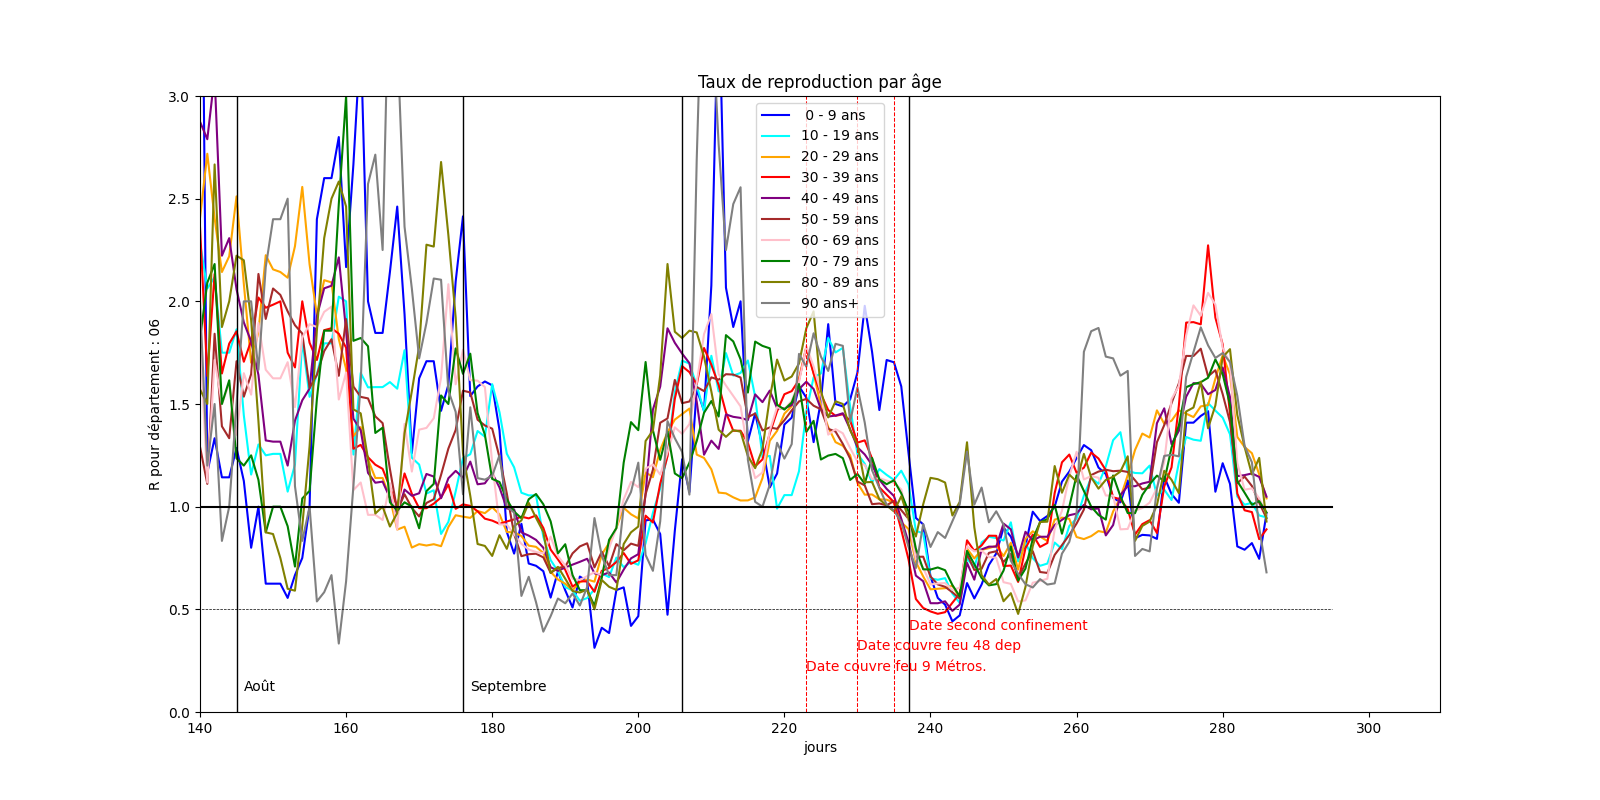 Taux de reproduction par âge
R pour département : 06
3.0
2.5
2.0
1.5
1.0
0.5
0.0
0 - 9 ans
10 - 19 ans
20 - 29 ans
30 - 39 ans
40 - 49 ans
50 - 59 ans
60 - 69 ans
70 - 79 ans
80 - 89 ans
90 ans+
Date second confinement
Date couvre feu 48 dep
Date couvre feu 9 Métros.
Août
Septembre
140 160 180 200 220 240 260 280 300
jours